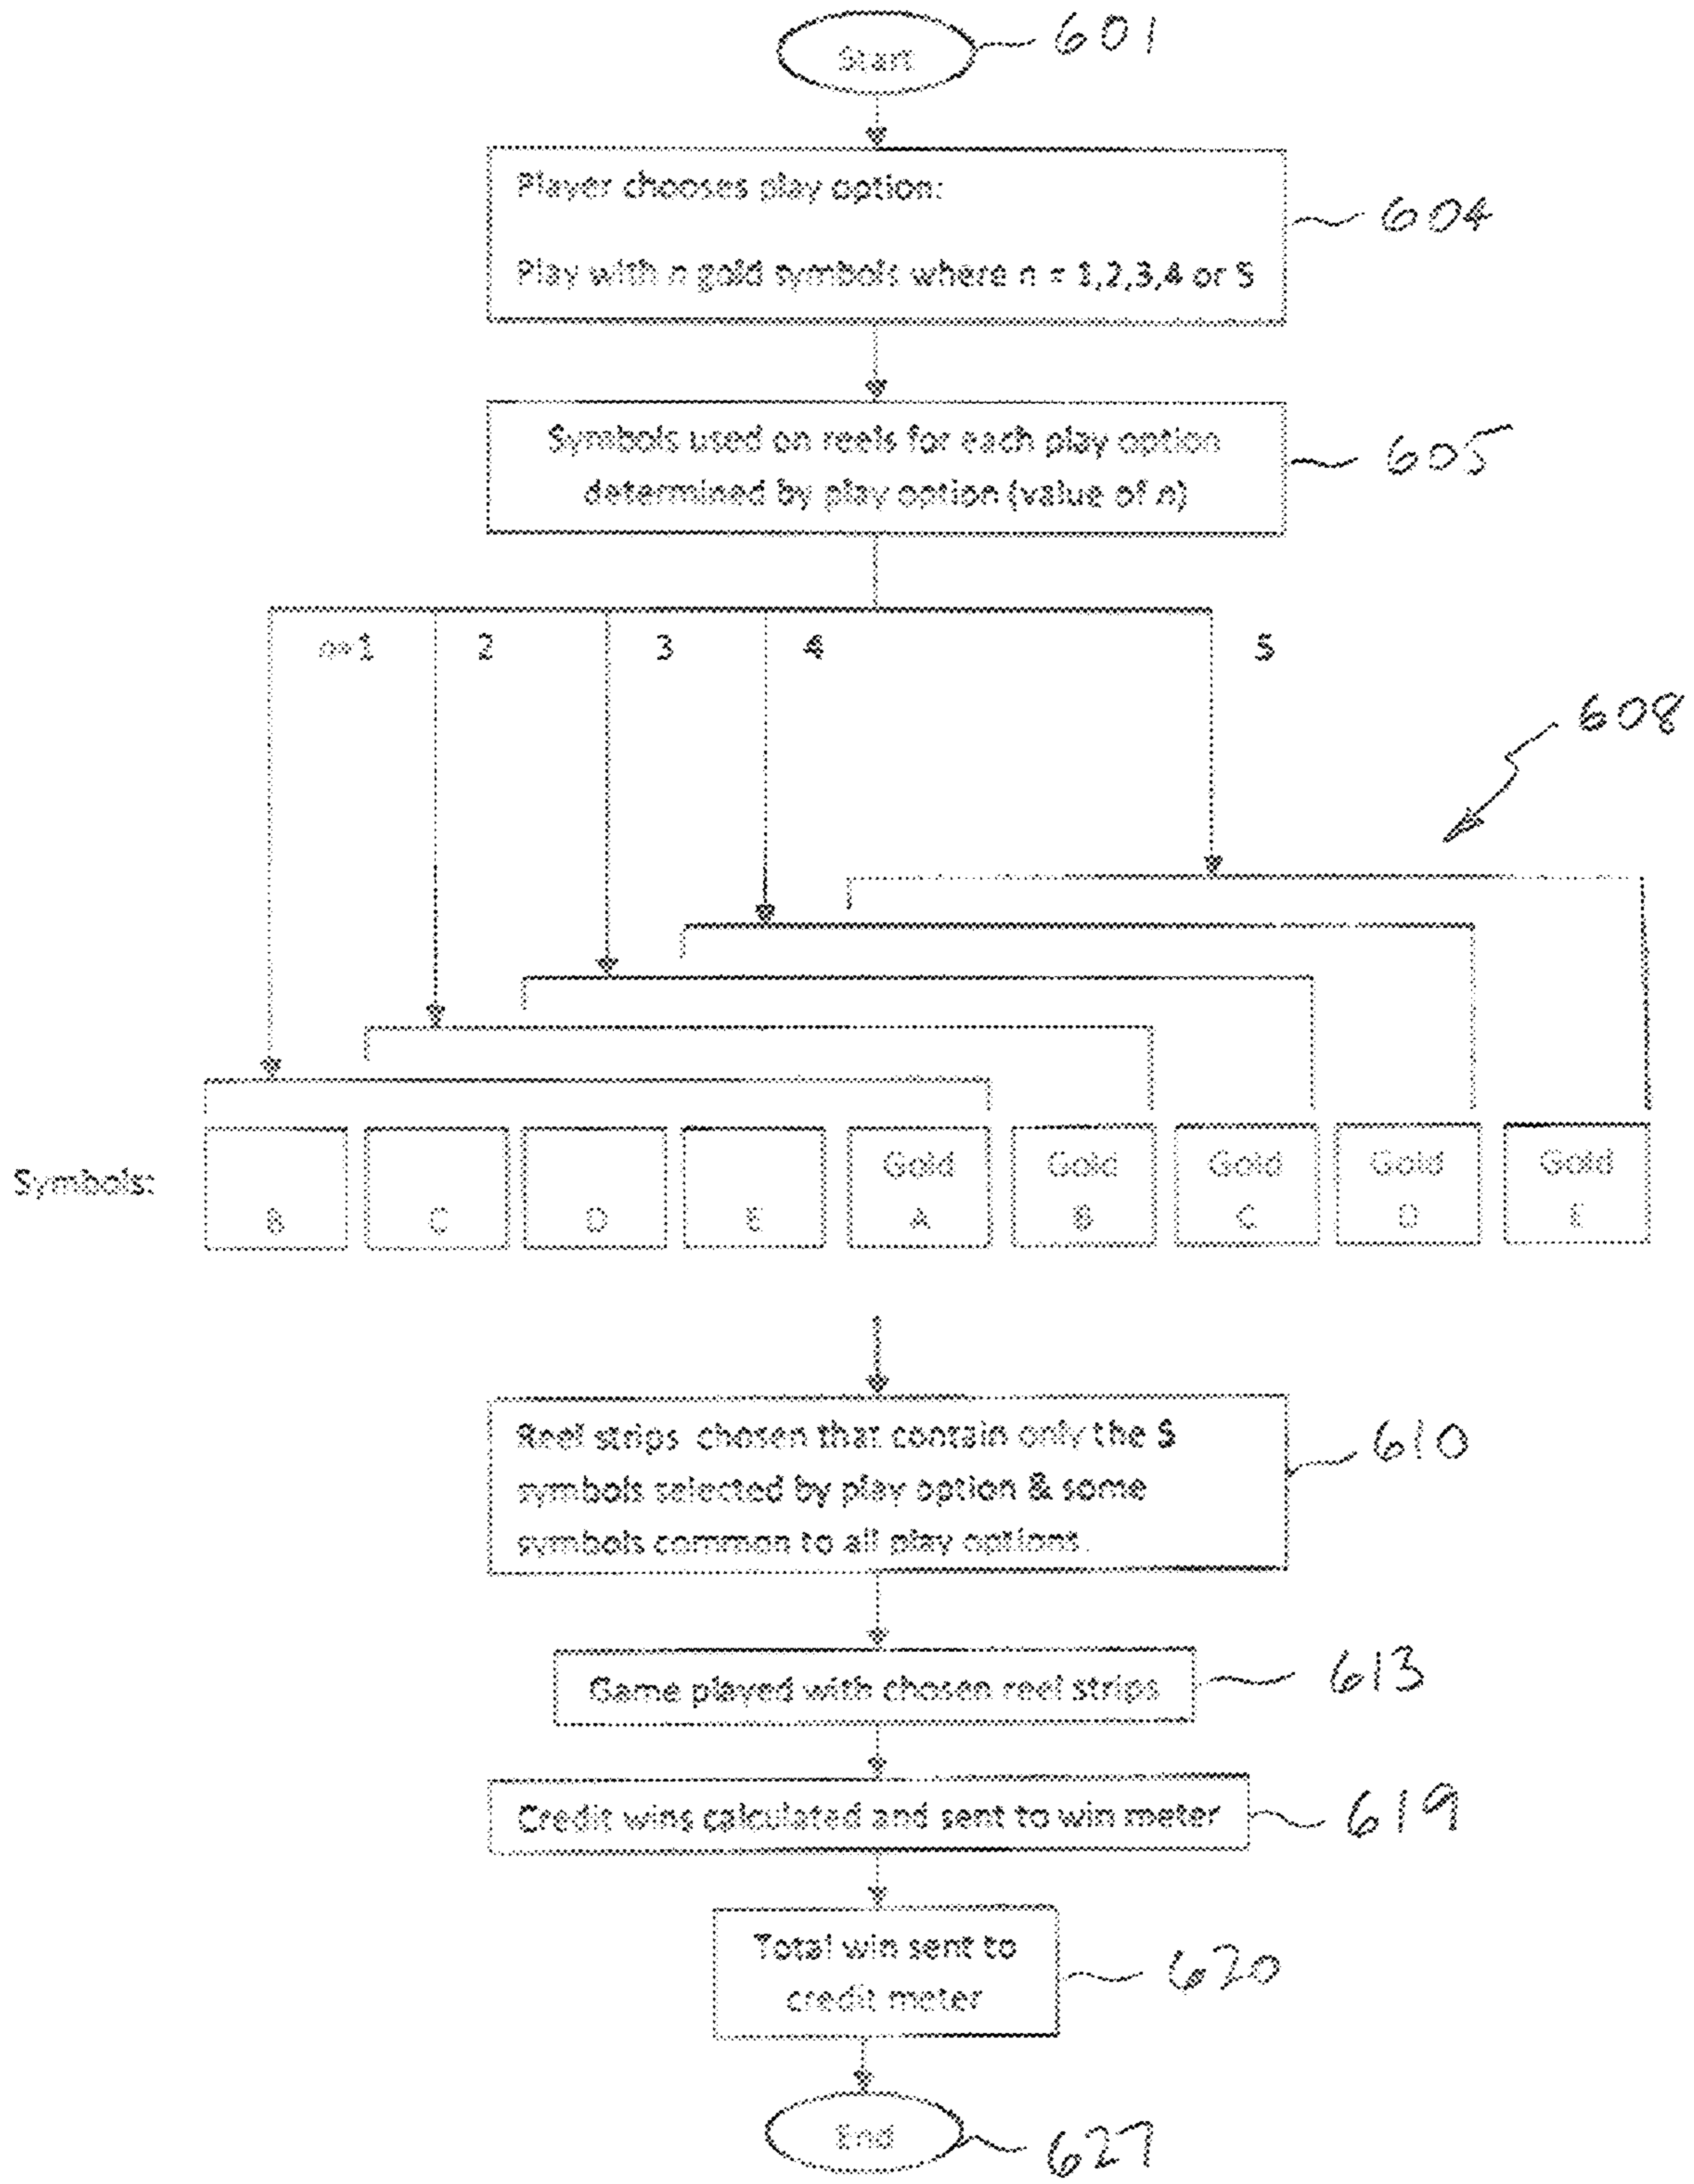 Start
601
Player chooses play option:
Play with n gold symbols where n = 1,2,3,4 or 5
604
Symbols used on reels for each play option
determined by play option (value of n)
605
n=1 2 3 4 5
608
Symbols:
B
C
D
E
Gold
A
Gold
B
Gold
C
Gold
D
Gold
E
Reel strips chosen that contain only the 5
symbols selected by play option & some
symbols common to all play options.
610
Game played with chosen reel strips
613
Credit wins calculated and sent to win meter
619
Total win sent to
credit meter
620
End
627